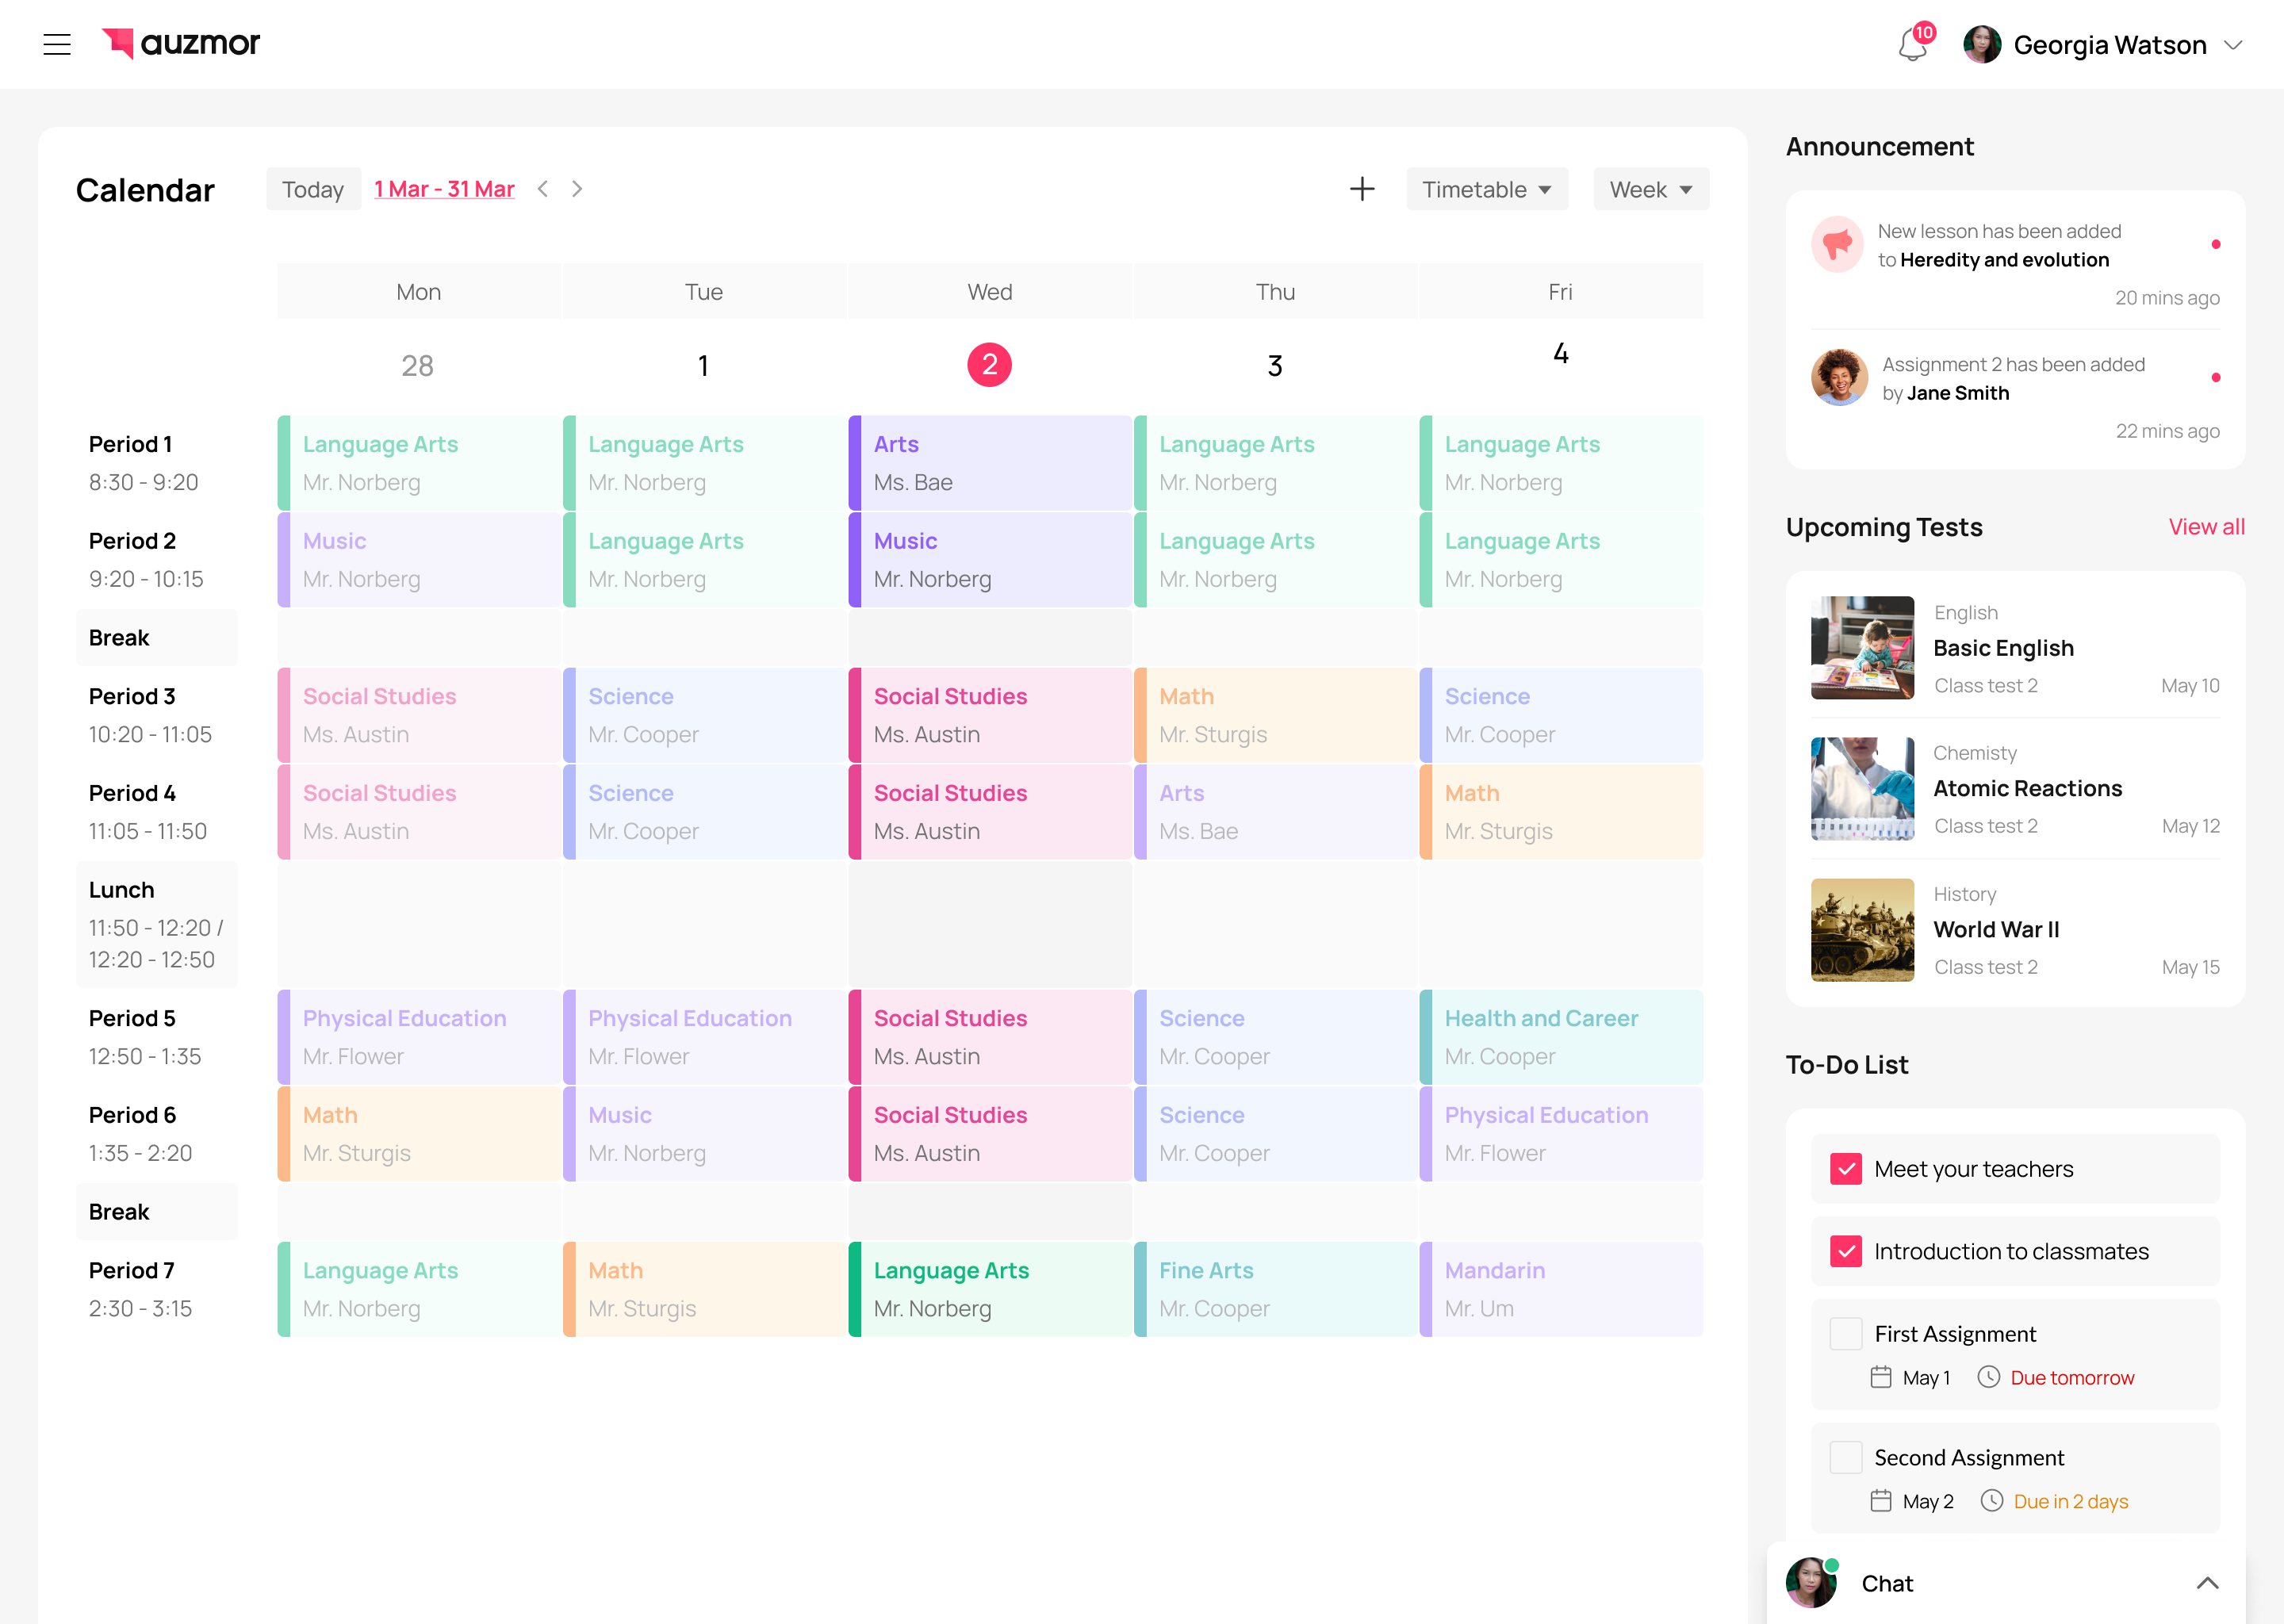 auzmor
10
Georgia Watson
Calendar
Today
1 Mar - 31 Mar
Timetable
Week
Mon
Tue
Wed
Thu
Fri
28
1
2
3
4
Period 1
8:30 - 9:20
Language Arts
Mr. Norberg
Language Arts
Mr. Norberg
Arts
Ms. Bae
Language Arts
Mr. Norberg
Language Arts
Mr. Norberg
Period 2
9:20 - 10:15
Music
Mr. Norberg
Language Arts
Mr. Norberg
Music
Mr. Norberg
Language Arts
Mr. Norberg
Language Arts
Mr. Norberg
Break
Period 3
10:20 - 11:05
Social Studies
Ms. Austin
Science
Mr. Cooper
Social Studies
Ms. Austin
Math
Mr. Sturgis
Science
Mr. Cooper
Period 4
11:05 - 11:50
Social Studies
Ms. Austin
Science
Mr. Cooper
Social Studies
Ms. Austin
Arts
Ms. Bae
Math
Mr. Sturgis
Lunch
11:50 - 12:20 /
12:20 - 12:50
Period 5
12:50 - 1:35
Physical Education
Mr. Flower
Physical Education
Mr. Flower
Social Studies
Ms. Austin
Science
Mr. Cooper
Health and Career
Mr. Cooper
Period 6
1:35 - 2:20
Math
Mr. Sturgis
Music
Mr. Norberg
Social Studies
Ms. Austin
Science
Mr. Cooper
Physical Education
Mr. Flower
Break
Period 7
2:30 - 3:15
Language Arts
Mr. Norberg
Math
Mr. Sturgis
Language Arts
Mr. Norberg
Fine Arts
Mr. Cooper
Mandarin
Mr. Um
Announcement
New lesson has been added
to Heredity and evolution
20 mins ago
Assignment 2 has been added
by Jane Smith
22 mins ago
Upcoming Tests
View all
English
Basic English
Class test 2
May 10
Chemisty
Atomic Reactions
Class test 2
May 12
History
World War II
Class test 2
May 15
To-Do List
Meet your teachers
Introduction to classmates
First Assignment
May 1
Due tomorrow
Second Assignment
May 2
Due in 2 days
Chat